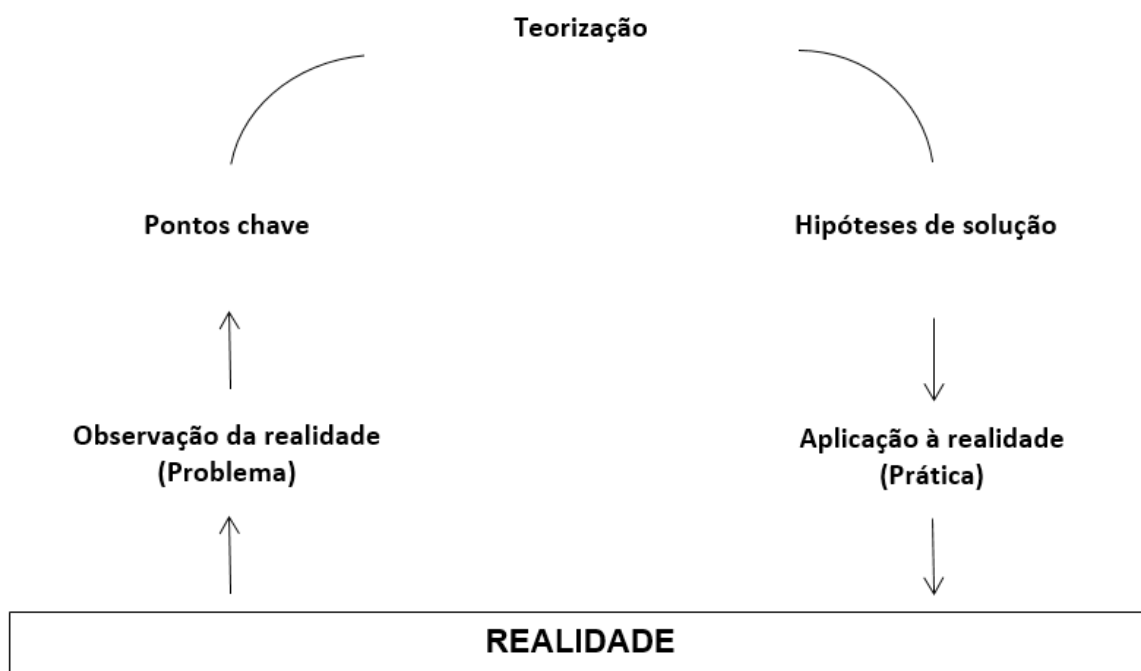 Teorização
Pontos chave
Hipóteses de solução
Observação da realidade
(Problema)
Aplicação à realidade
(Prática)
REALIDADE